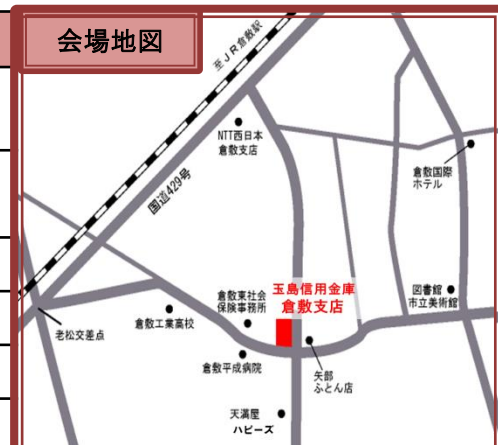 会場地図
至JR倉敷駅
NTT西日本
倉敷支店
倉敷国際
ホテル
国道429号
玉島信用金庫
倉敷支店
図書館
市立美術館
倉敷東社会
保険事務所
倉敷工業高校
老松交差点
倉敷平成病院
矢部
ふとん店
天満屋
ハピーズ